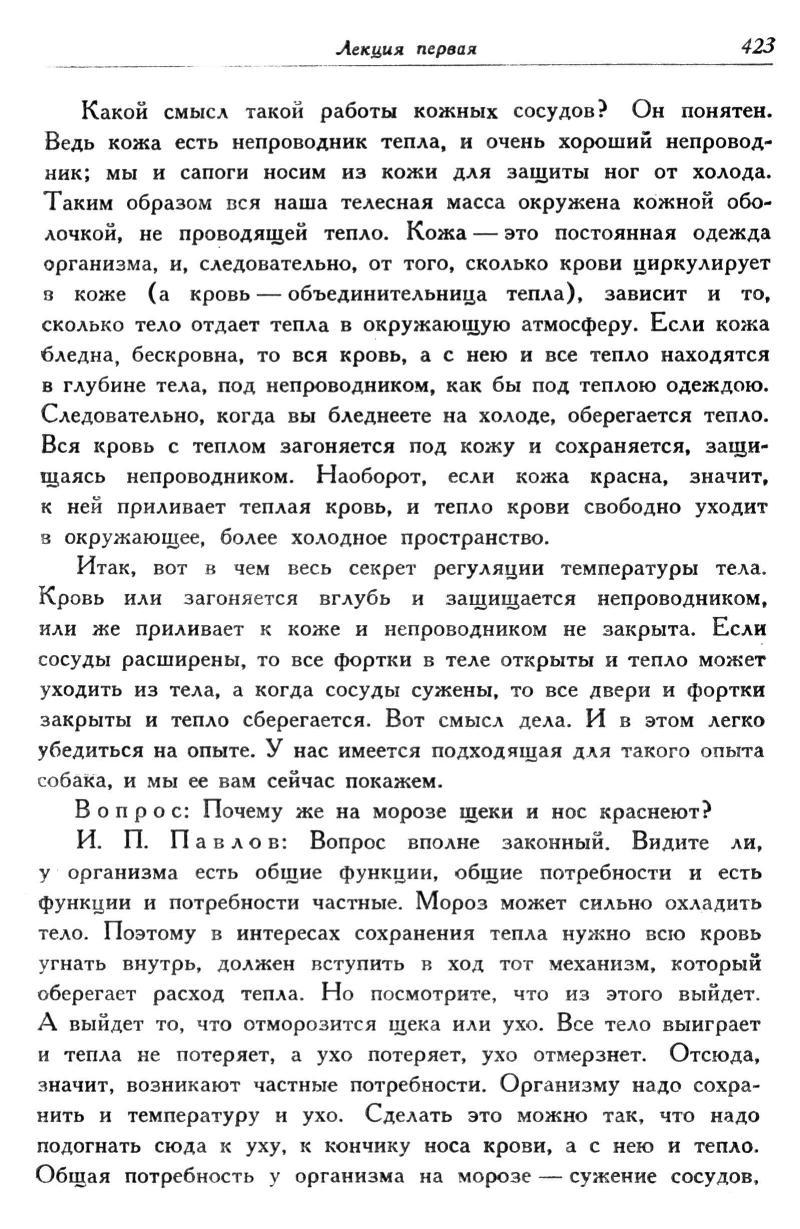 Лекция первая 423
Какой смысл такой работы кожных сосудов? Он понятен.
Ведь кожа есть непроводник тепла, и очень хороший непровод-
ник; мы и сапоги носим из кожи для защиты ног от холода.
Таким образом вся наша телесная масса окружена кожной обо-
лочкой, не проводящей тепло. Кожа — это постоянная одежда
организма, и, следовательно, от того, сколько крови циркулирует
в коже (а кровь — объединительница тепла), зависит и то,
сколько тело отдает тепла в окружающую атмосферу. Если кожа
бледна, бескровна, то вся кровь, а с нею и все тепло находятся
в глубине тела, под непроводником, как бы под теплою одеждою.
Следовательно, когда вы бледнеете на холоде, оберегается тепло.
Вся кровь с теплом загоняется под кожу и сохраняется, защи-
щаясь непроводником. Наоборот, если кожа красна, значит,
к ней приливает теплая кровь, и тепло крови свободно уходит
в окружающее, более холодное пространство.
Итак, вот в чем весь секрет регуляции температуры тела.
Кровь или загоняется вглубь и защищается непроводником,
или же приливает к коже и непроводником не закрыта. Если
сосуды расширены, то все фортки в теле открыты и тепло может
уходить из тела, а когда сосуды сужены, то все двери и фортки
закрыты и тепло сберегается. Вот смысл дела. И в этом легко
убедиться на опыте. У нас имеется подходящая для такого опыта
собака, и мы ее вам сейчас покажем.
Вопрос: Почему же на морозе щеки и нос краснеют?
И. П. Павлов: Вопрос вполне законный. Видите ли,
у организма есть общие функции, общие потребности и есть
функции и потребности частные. Мороз может сильно охладить
тело. Поэтому в интересах сохранения тепла нужно всю кровь
угнать внутрь, должен вступить в ход тот механизм, который
оберегает расход тепла. Но посмотрите, что из этого выйдет.
А выйдет то, что отморозится щека или ухо. Все тело выиграет
и тепла не потеряет, а ухо потеряет, ухо отмерзнет. Отсюда,
значит, возникают частные потребности. Организму надо сохра-
нить и температуру и ухо. Сделать это можно так, что надо
подогнать сюда к уху, к кончику носа крови, а с нею и тепло.
Общая потребность у организма на морозе — сужение сосудов,